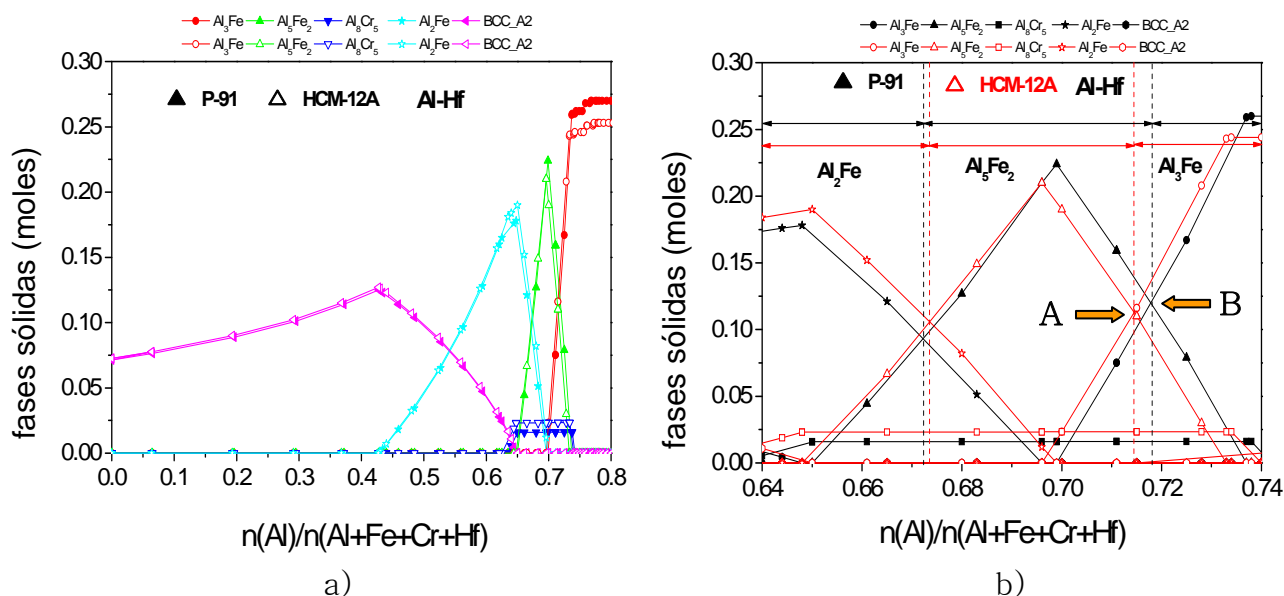 Al₃Fe Al₅Fe₂ Al₈Cr₅ Al₂Fe BCC_A2
Al₃Fe Al₅Fe₂ Al₈Cr₅ Al₂Fe BCC_A2
P-91 HCM-12A Al-Hf
fases sólidas (moles)
0.30
0.25
0.20
0.15
0.10
0.05
0.00
0.0 0.1 0.2 0.3 0.4 0.5 0.6 0.7 0.8
n(Al)/n(Al+Fe+Cr+Hf)
a)
Al₃Fe Al₅Fe₂ Al₈Cr₅ Al₂Fe BCC_A2
Al₃Fe Al₅Fe₂ Al₈Cr₅ Al₂Fe BCC_A2
P-91 HCM-12A Al-Hf
Al₂Fe Al₅Fe₂ Al₃Fe
A B
fases sólidas (moles)
0.30
0.25
0.20
0.15
0.10
0.05
0.00
0.64 0.66 0.68 0.70 0.72 0.74
n(Al)/n(Al+Fe+Cr+Hf)
b)